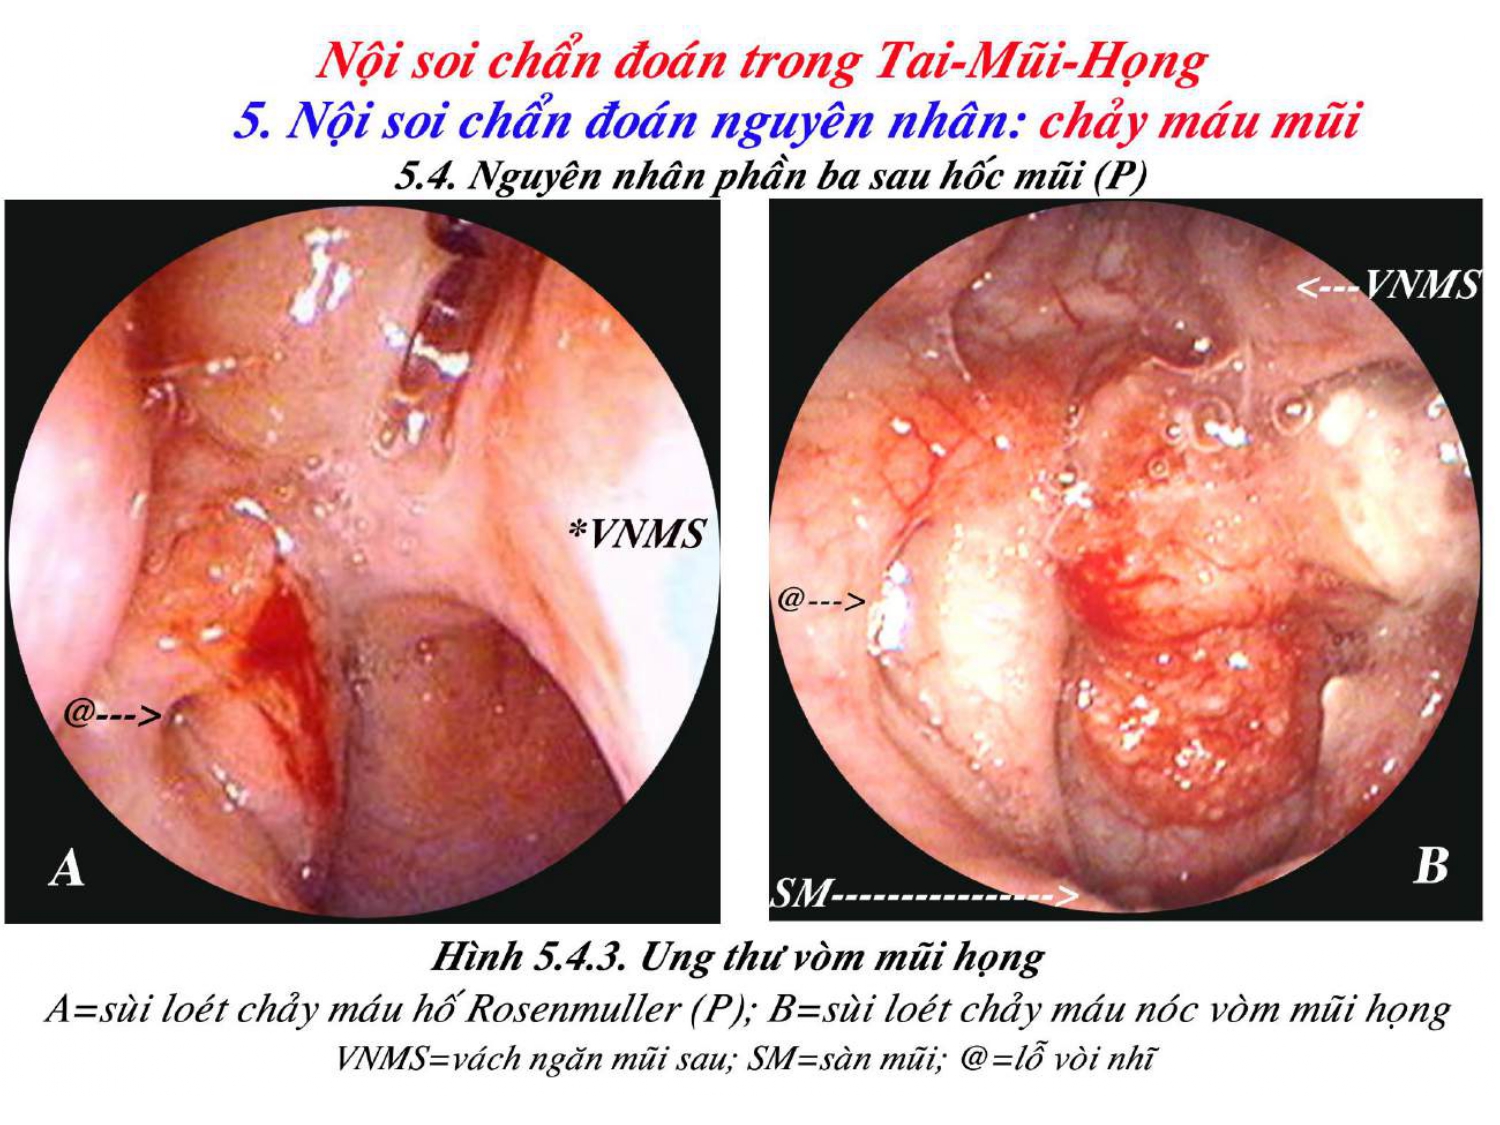 Nội soi chẩn đoán trong Tai-Mũi-Họng
5. Nội soi chẩn đoán nguyên nhân: chảy máu mũi
5.4. Nguyên nhân phần ba sau hốc mũi (P)
<---VNMS
*VNMS
@--->
@--->
A
B
SM---------------->
Hình 5.4.3. Ung thư vòm mũi họng
A=sùi loét chảy máu hố Rosenmuller (P); B=sùi loét chảy máu nóc vòm mũi họng
VNMS=vách ngăn mũi sau; SM=sàn mũi; @=lỗ vòi nhĩ